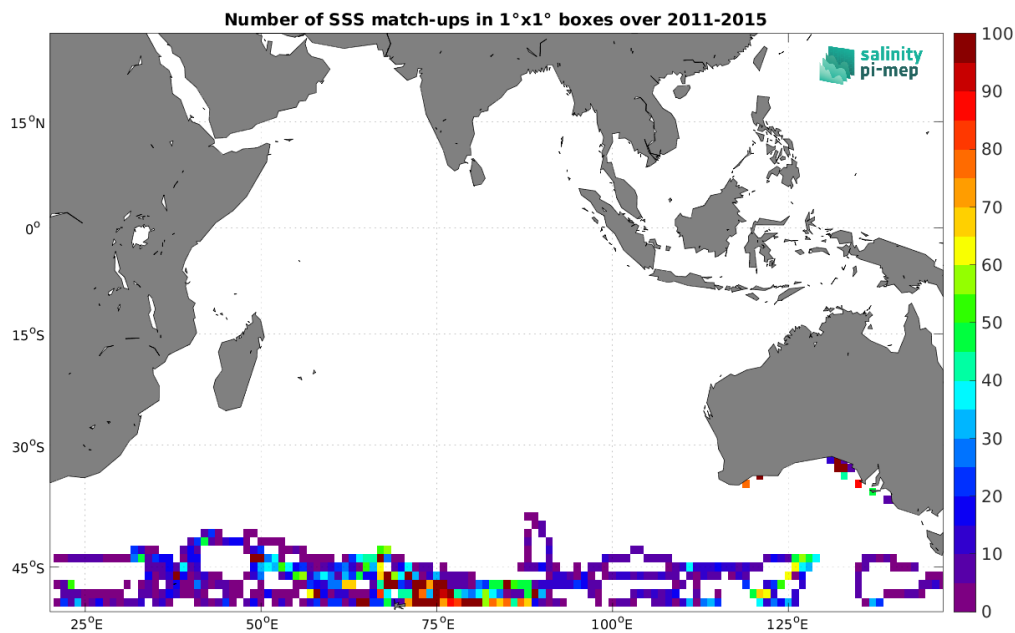 Number of SSS match-ups in 1°x1° boxes over 2011-2015
salinity
pi-mep
15°N
0°
15°S
30°S
45°S
25°E
50°E
75°E
100°E
125°E
100
90
80
70
60
50
40
30
20
10
0